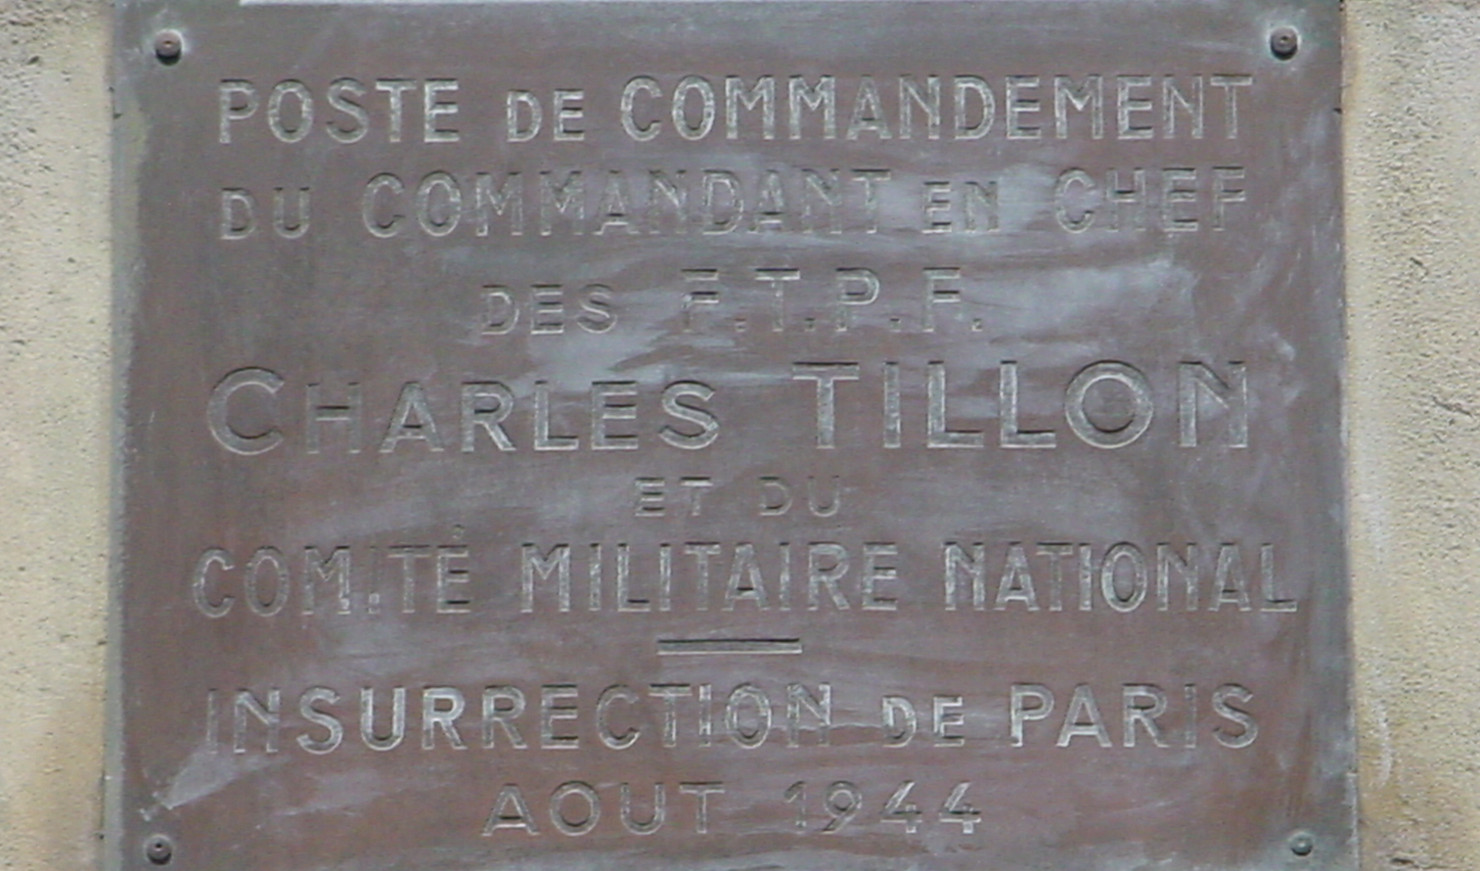 POSTE DE COMMANDEMENT
DU COMMANDANT EN CHEF
DES F.T.P.F.
CHARLES TILLON
ET DU
COMITÉ MILITAIRE NATIONAL
INSURRECTION DE PARIS
AOUT 1944